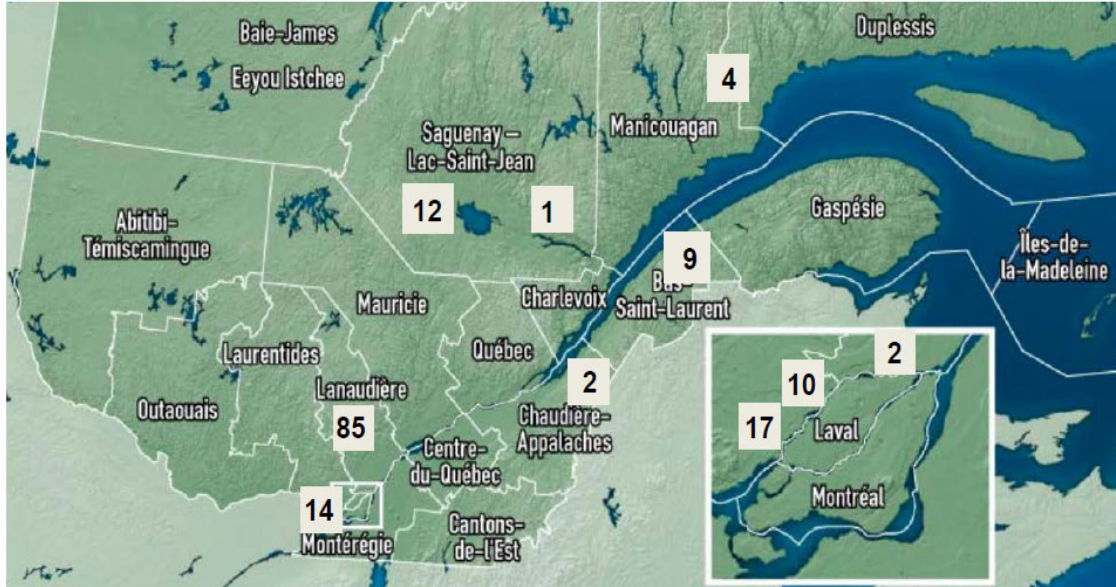 Baie-James
Eeyou Istchee
Duplessis
4
Manicouagan
Saguenay –
Lac-Saint-Jean
12
1
Gaspésie
Abitibi-
Témiscamingue
Îles-de-
la-Madeleine
9
Bas-
Saint-Laurent
Charlevoix
Mauricie
Québec
Laurentides
Lanaudière
85
Outaouais
2
Chaudière-
Appalaches
Centre-
du-Québec
14
Montérégie
Cantons-
de-l'Est
2
10
17
Laval
Montréal